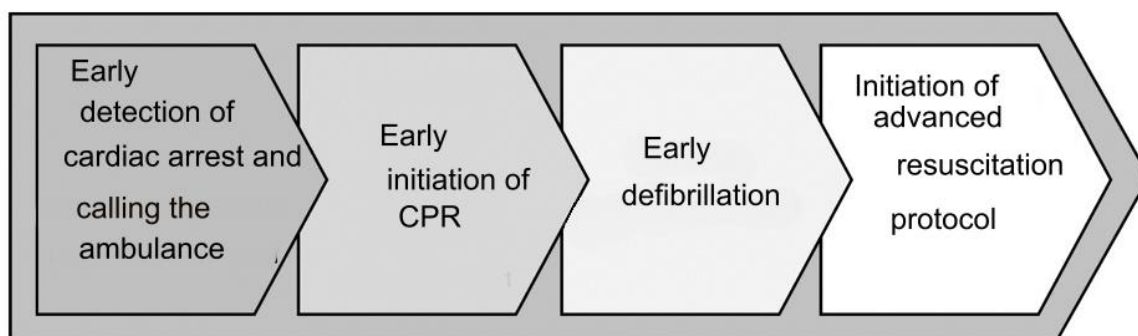 Early
detection of
cardiac arrest and
calling the
ambulance
Early
initiation of
CPR
Early
defibrillation
Initiation of
advanced
resuscitation
protocol